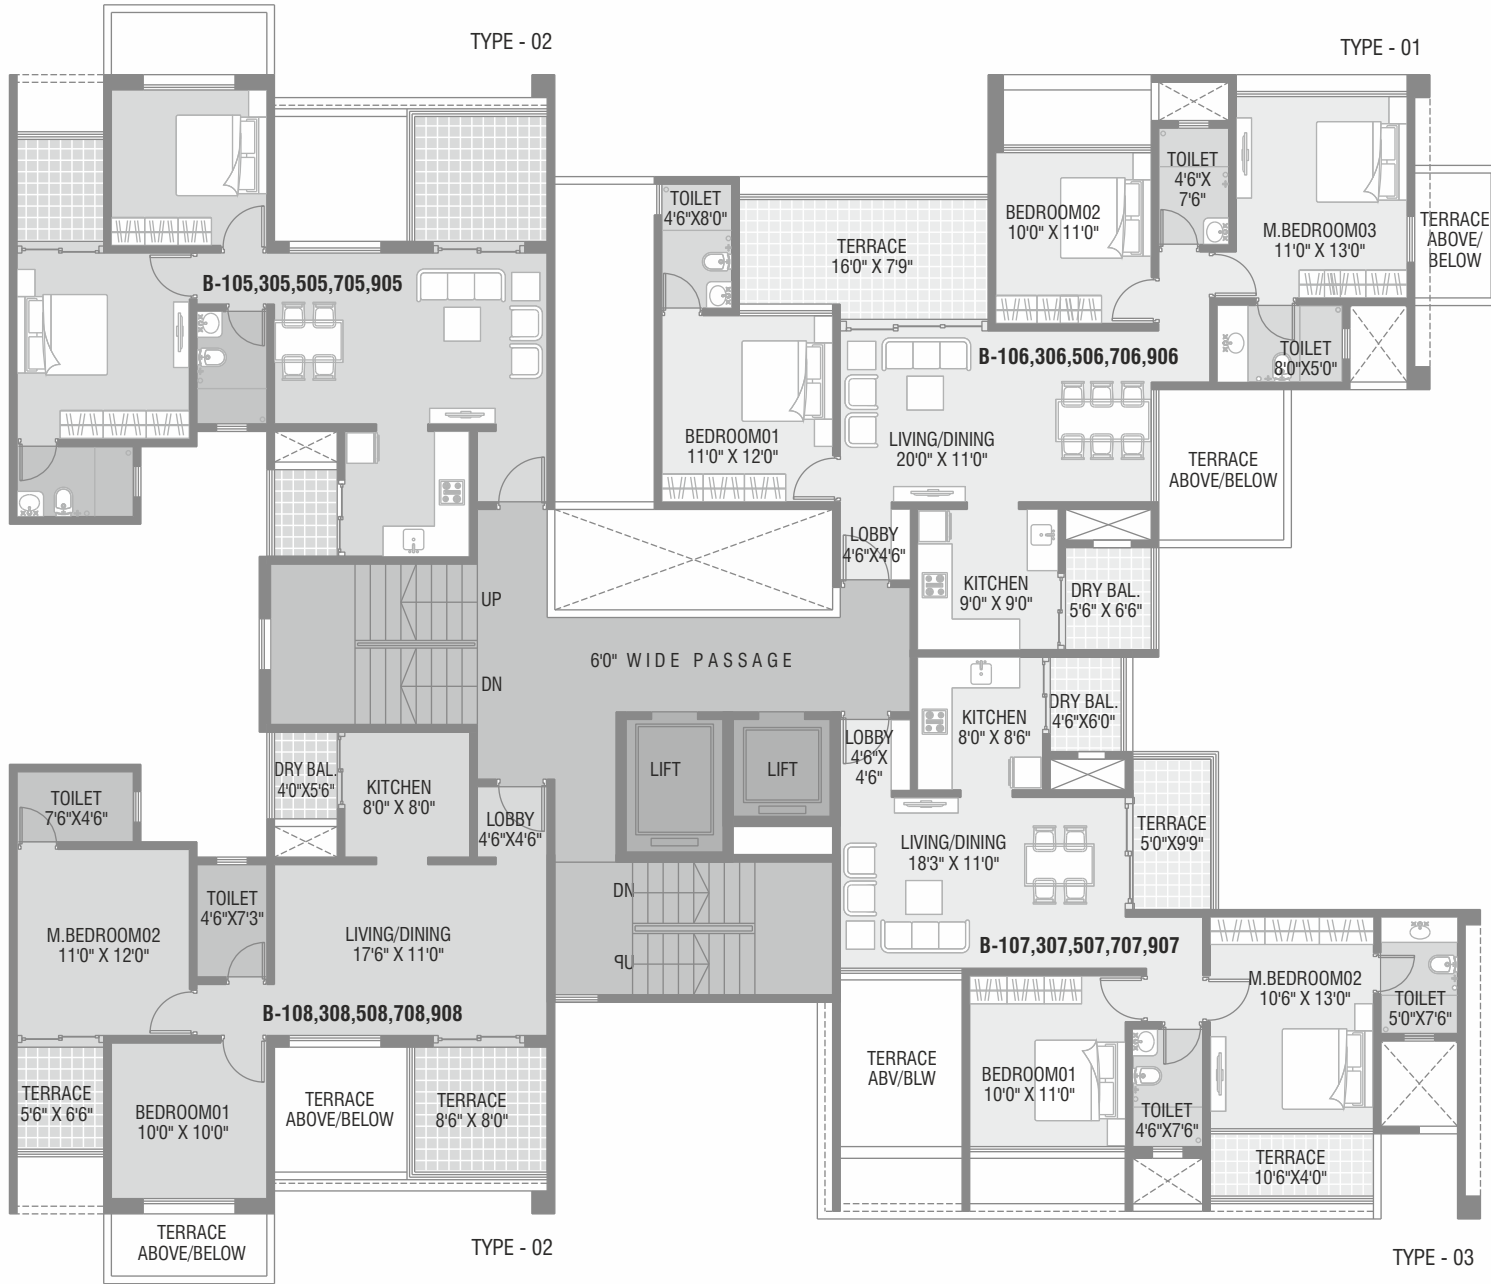 TYPE - 02
TYPE - 01
B-105,305,505,705,905
TOILET
4'6"X8'0"
TERRACE
16'0" X 7'9"
BEDROOM02
10'0" X 11'0"
TOILET
4'6"X
7'6"
M.BEDROOM03
11'0" X 13'0"
TERRACE
ABOVE/
BELOW
B-106,306,506,706,906
TOILET
8'0"X5'0"
BEDROOM01
11'0" X 12'0"
LIVING/DINING
20'0" X 11'0"
TERRACE
ABOVE/BELOW
LOBBY
4'6"X4'6"
KITCHEN
9'0" X 9'0"
DRY BAL.
5'6" X 6'6"
UP
DN
6'0" WIDE PASSAGE
LIFT
LIFT
LOBBY
4'6"X
4'6"
KITCHEN
8'0" X 8'6"
DRY BAL.
4'6"X6'0"
TERRACE
5'0"X9'9"
LIVING/DINING
18'3" X 11'0"
DRY BAL.
4'0"X5'6"
KITCHEN
8'0" X 8'0"
LOBBY
4'6"X4'6"
TOILET
7'6"X4'6"
TOILET
4'6"X7'3"
M.BEDROOM02
11'0" X 12'0"
LIVING/DINING
17'6" X 11'0"
DN
UP
B-107,307,507,707,907
B-108,308,508,708,908
M.BEDROOM02
10'6" X 13'0"
TOILET
5'0"X7'6"
TERRACE
ABV/BLW
BEDROOM01
10'0" X 11'0"
TOILET
4'6"X7'6"
TERRACE
10'6"X4'0"
TERRACE
5'6" X 6'6"
BEDROOM01
10'0" X 10'0"
TERRACE
ABOVE/BELOW
TERRACE
8'6" X 8'0"
TERRACE
ABOVE/BELOW
TYPE - 02
TYPE - 03